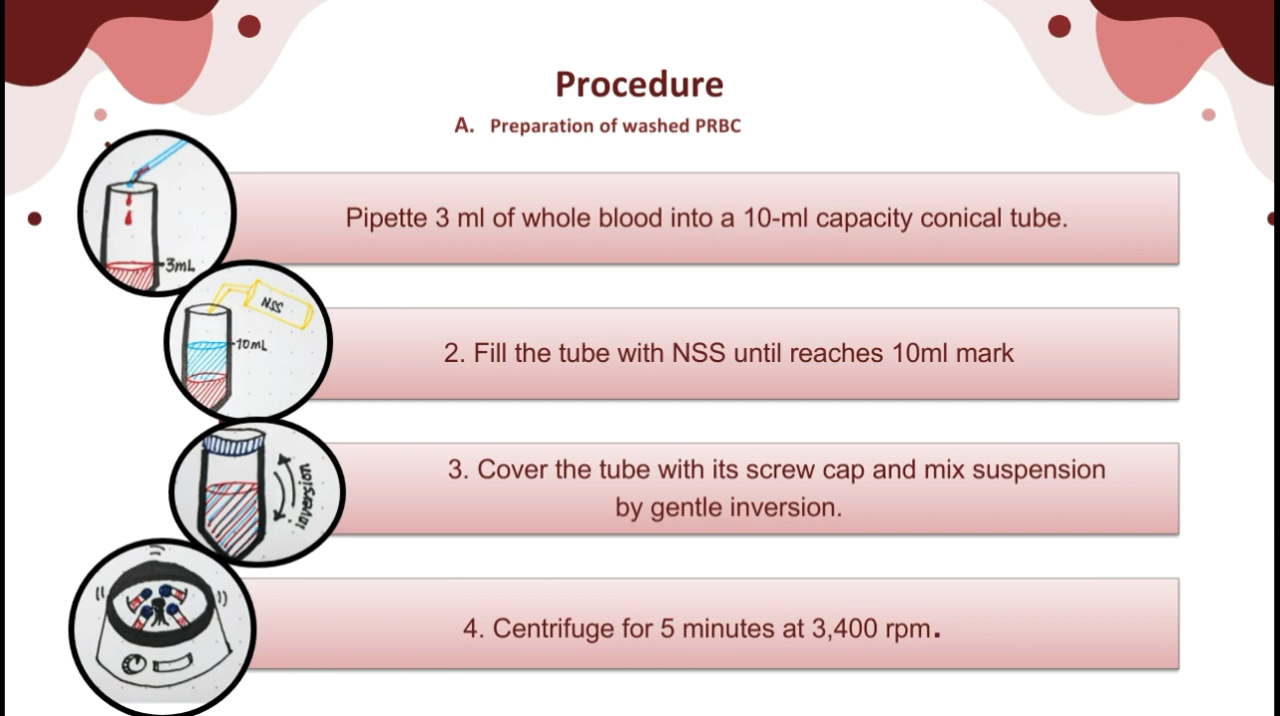 Procedure
A. Preparation of washed PRBC
Pipette 3 ml of whole blood into a 10-ml capacity conical tube.
3mL
NSS
10mL
2. Fill the tube with NSS until reaches 10ml mark
3. Cover the tube with its screw cap and mix suspension
by gentle inversion.
inversion
4. Centrifuge for 5 minutes at 3,400 rpm.